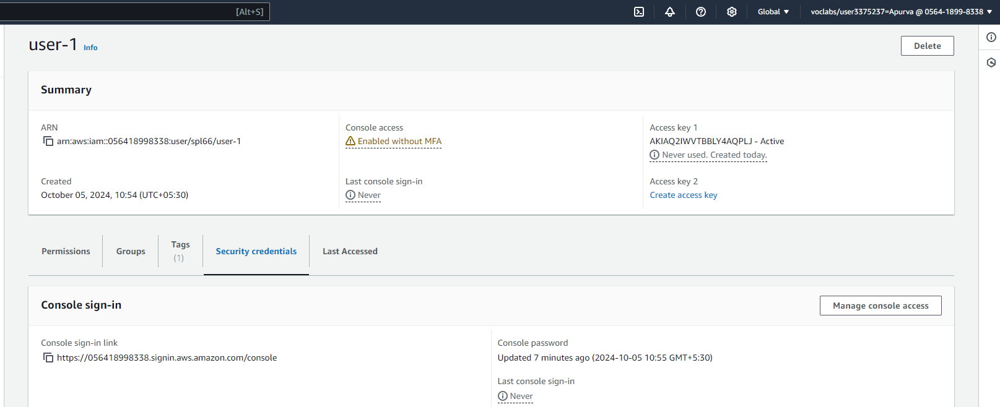 [Alt+S]
Global
voclabs/user3375237=Apurva @ 0564-1899-8338
user-1 Info
Delete
Summary
ARN
arn:aws:iam::056418998338:user/spl66/user-1
Console access
Enabled without MFA
Access key 1
AKIAQ2IWVTBBLY4AQPLJ - Active
Never used. Created today.
Created
October 05, 2024, 10:54 (UTC+05:30)
Last console sign-in
Never
Access key 2
Create access key
Permissions
Groups
Tags
(1)
Security credentials
Last Accessed
Console sign-in
Manage console access
Console sign-in link
https://056418998338.signin.aws.amazon.com/console
Console password
Updated 7 minutes ago (2024-10-05 10:55 GMT+5:30)
Last console sign-in
Never